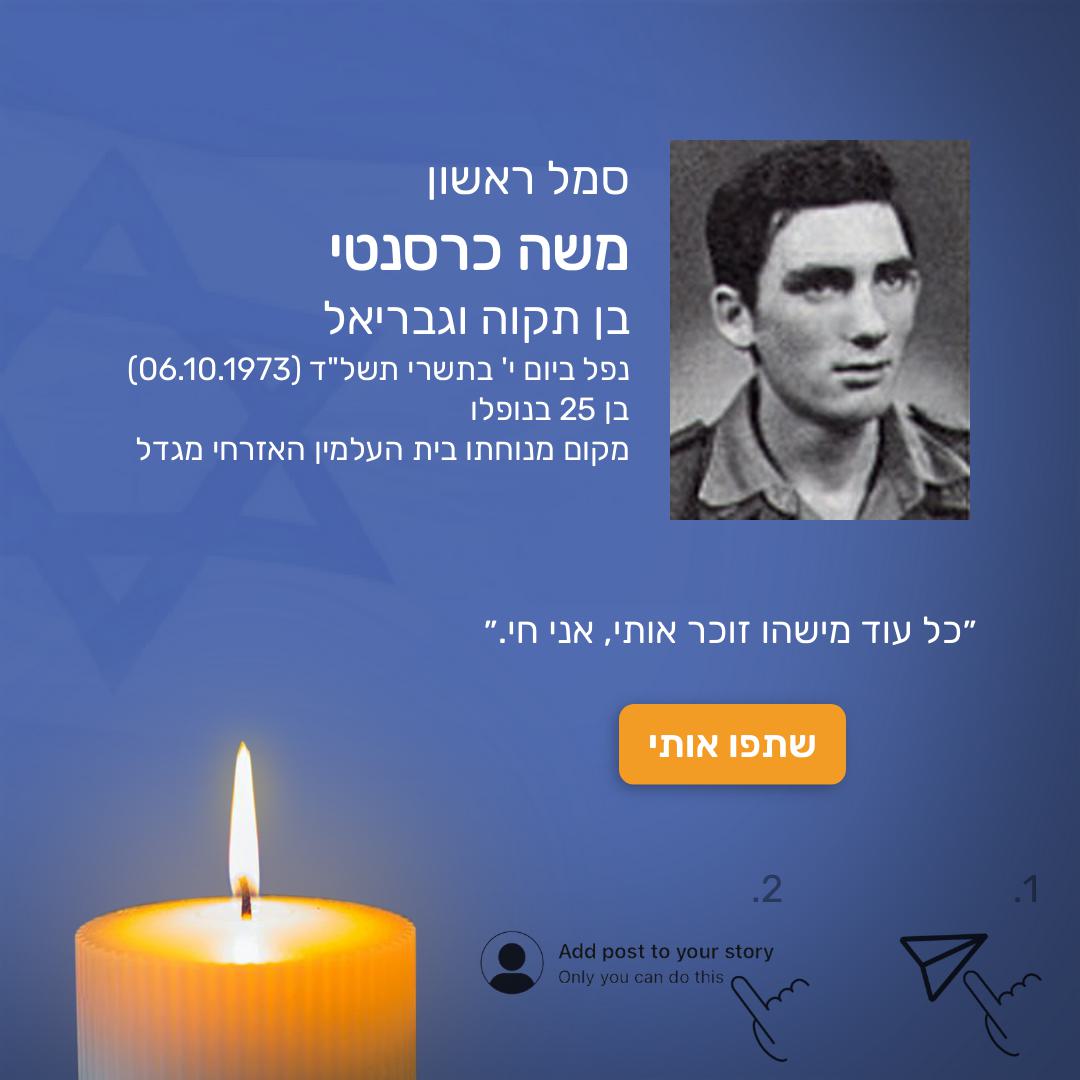 סמל ראשון
משה כרסנטי
בן תקוה וגבריאל
נפל ביום י' בתשרי תשל"ד (06.10.1973)
בן 25 בנופלו
מקום מנוחתו בית העלמין האזרחי מגדל
״כל עוד מישהו זוכר אותי, אני חי.״
שתפו אותי
1.
2.
Add post to your story
Only you can do this